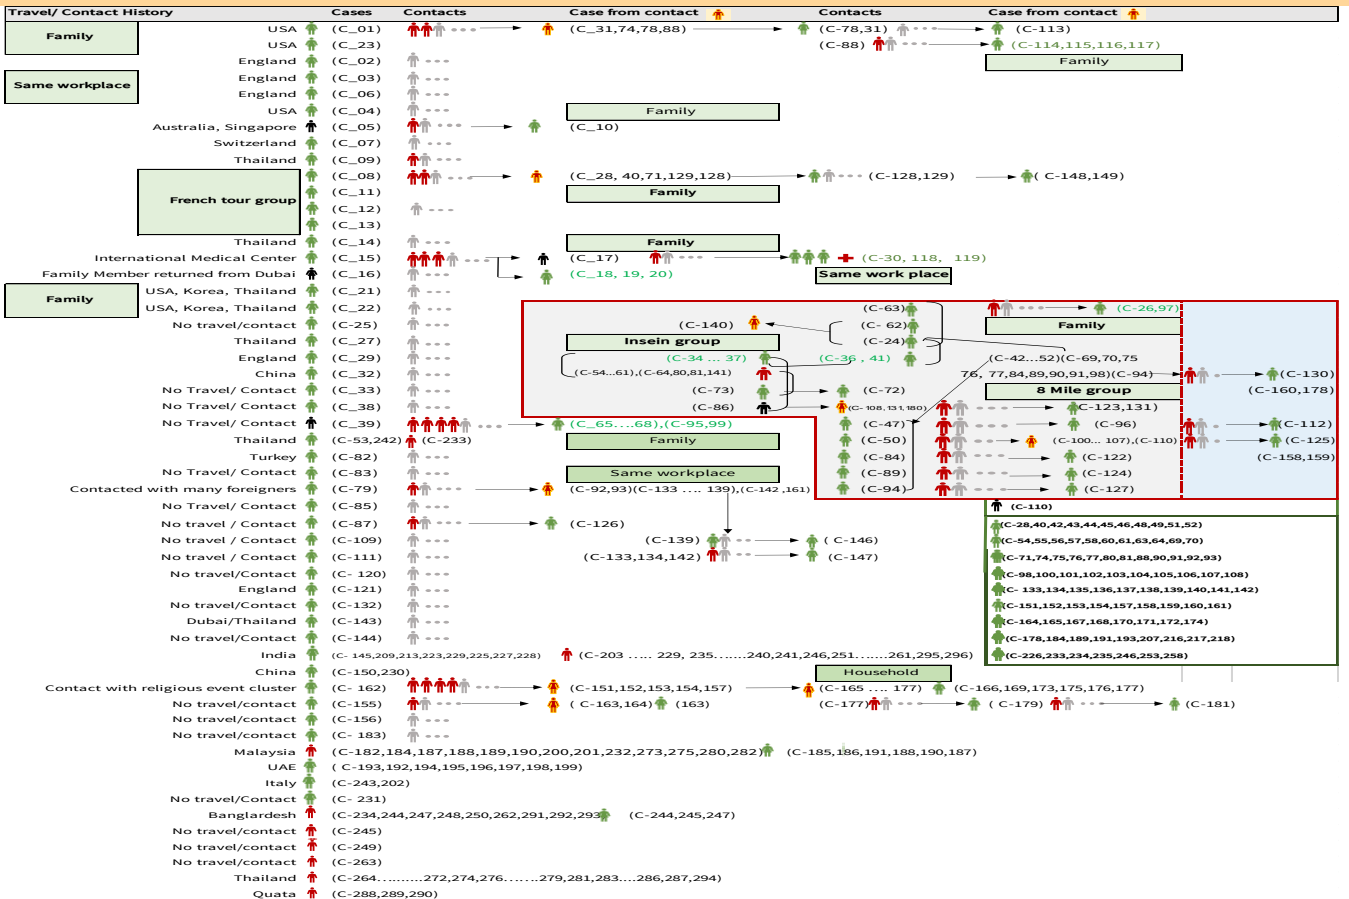 Travel/ Contact History Cases Contacts Case from contact Contacts Case from contact
Family
USA (C_01) (C_31,74,78,88) (C-78,31) (C-113)
USA (C_23) (C-88) (C-114,115,116,117)
England (C_02) Family
Same workplace
England (C_03)
England (C_06)
USA (C_04) Family
Australia, Singapore (C_05) (C_10)
Switzerland (C_07)
Thailand (C_09)
French tour group
(C_08) (C_28, 40,71,129,128) (C-128,129) ( C-148,149)
(C_11) Family
(C_12)
(C_13)
Thailand (C_14) Family
International Medical Center (C_15) (C_17) (C-30, 118, 119)
Family Member returned from Dubai (C_16) (C_18, 19, 20) Same work place
Family
USA, Korea, Thailand (C_21)
USA, Korea, Thailand (C_22) (C-63) (C-26,97)
No travel/contact (C-25) (C-140) (C- 62) Family
Thailand (C_27) Insein group (C-24)
England (C_29) (C-34 ... 37) (C-36 , 41) (C-42...52)(C-69,70,75
China (C_32) (C-54...61),(C-64,80,81,141) 76, 77,84,89,90,91,98)(C-94) (C-130)
No Travel/ Contact (C_33) (C-73) (C-72) 8 Mile group (C-160,178)
No Travel/ Contact (C_38) (C-86) (C- 108,131,180) (C-123,131)
No Travel/ Contact (C_39) (C_65....68),(C-95,99) (C-47) (C-96) (C-112)
Thailand (C-53,242) (C-233) Family (C-50) (C-100... 107),(C-110) (C-125)
Turkey (C-82) (C-84) (C-122) (C-158,159)
No Travel/ Contact (C-83) Same workplace (C-89) (C-124)
Contacted with many foreigners (C-79) (C-92,93)(C-133 .... 139),(C-142 ,161) (C-94) (C-127)
No Travel/ Contact (C-85) (C-110)
No travel / Contact (C-87) (C-126) (C-28,40,42,43,44,45,46,48,49,51,52)
No travel / Contact (C-109) (C-139) ( C-146) (C-54,55,56,57,58,60,61,63,64,69,70)
No travel / Contact (C-111) (C-133,134,142) (C-147) (C-71,74,75,76,77,80,81,88,90,91,92,93)
No travel/Contact (C- 120) (C-98,100,101,102,103,104,105,106,107,108)
England (C-121) (C- 133,134,135,136,137,138,139,140,141,142)
No travel/Contact (C-132) (C-151,152,153,154,157,158,159,160,161)
Dubai/Thailand (C-143) (C-164,165,167,168,170,171,172,174)
No travel/Contact (C-144) (C-178,184,189,191,193,207,216,217,218)
India (C- 145,209,213,223,229,225,227,228) (C-203 ..... 229, 235.......240,241,246,251.......261,295,296) (C-226,233,234,235,246,253,258)
China (C-150,230) Household
Contact with religious event cluster (C- 162) (C-151,152,153,154,157) (C-165 .... 177) (C-166,169,173,175,176,177)
No travel/contact (C-155) ( C-163,164) (163) (C-177) ( C-179) (C-181)
No travel/contact (C-156)
No travel/contact (C- 183)
Malaysia (C-182,184,187,188,189,190,200,201,232,273,275,280,282) (C-185,186,191,188,190,187)
UAE ( C-193,192,194,195,196,197,198,199)
Italy (C-243,202)
No travel/Contact (C- 231)
Banglardesh (C-234,244,247,248,250,262,291,292,293 (C-244,245,247)
No travel/contact (C-245)
No travel/contact (C-249)
No travel/contact (C-263)
Thailand (C-264..........272,274,276.......279,281,283....286,287,294)
Quata (C-288,289,290)